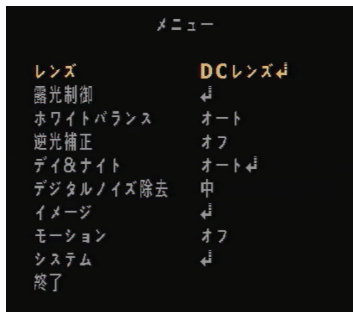 メニュー
レンズ DCレンズ↲
露光制御 ↲
ホワイトバランス オート
逆光補正 オフ
デイ&ナイト オート↲
デジタルノイズ除去 中
イメージ ↲
モーション オフ
システム ↲
終了